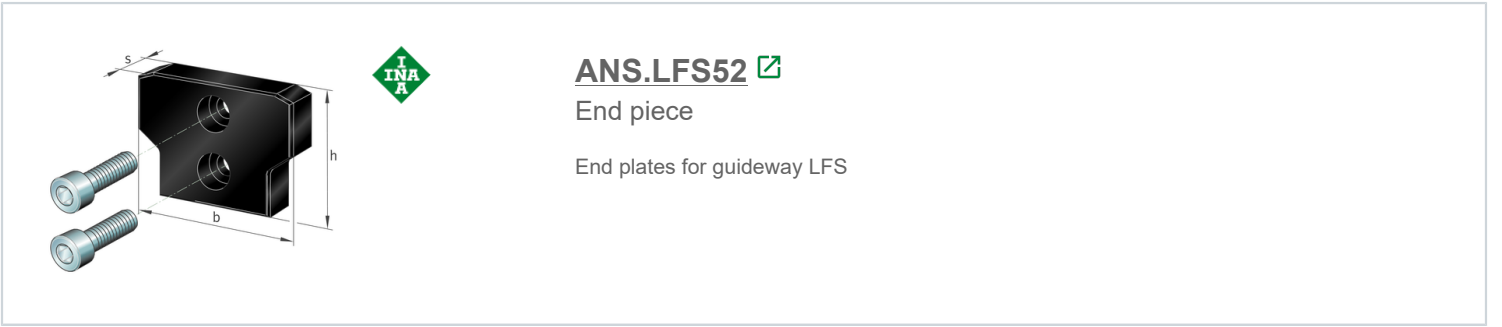 s
h
b
I
INA
A
ANS.LFS52
End piece
End plates for guideway LFS